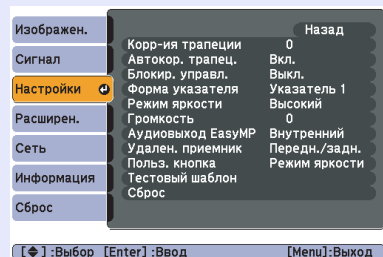 Изображен.
Сигнал
Настройки
Расширен.
Сеть
Информация
Сброс
Назад
Корр-ия трапеции 0
Автокор. трапец. Вкл.
Блокир. управл. Выкл.
Форма указателя Указатель 1
Режим яркости Высокий
Громкость 0
Аудиовыход EasyMP Внутренний
Удален. приемник Передн./задн.
Польз. кнопка Режим яркости
Тестовый шаблон
Сброс
[◆] :Выбор [Enter] :Ввод [Menu]:Выход